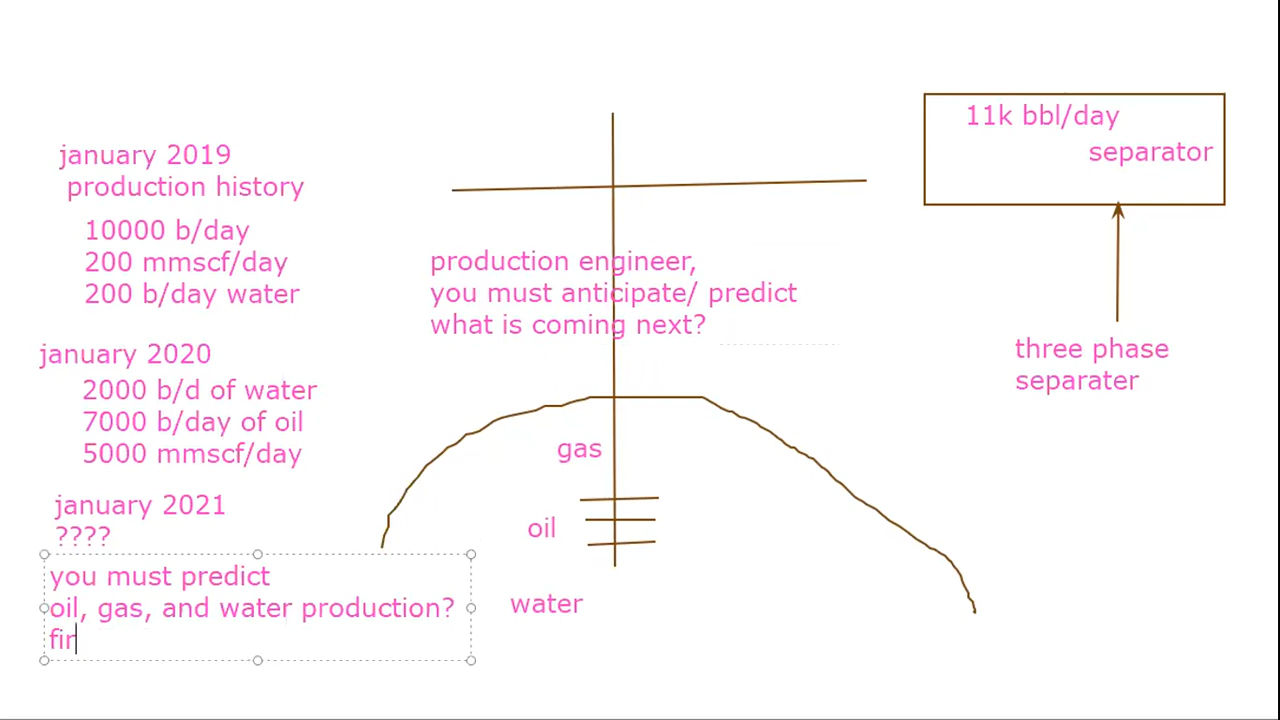 january 2019
production history
10000 b/day
200 mmscf/day
200 b/day water
january 2020
2000 b/d of water
7000 b/day of oil
5000 mmscf/day
january 2021
????
you must predict
oil, gas, and water production?
fir
production engineer,
you must anticipate/ predict
what is coming next?
gas
oil
water
11k bbl/day
separator
three phase
separater